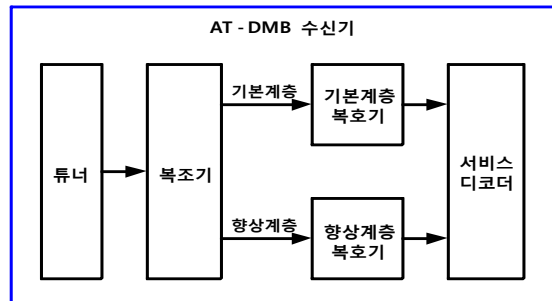 AT - DMB 수신기
튜너
복조기
기본계층
향상계층
기본계층
복호기
향상계층
복호기
서비스
디코더